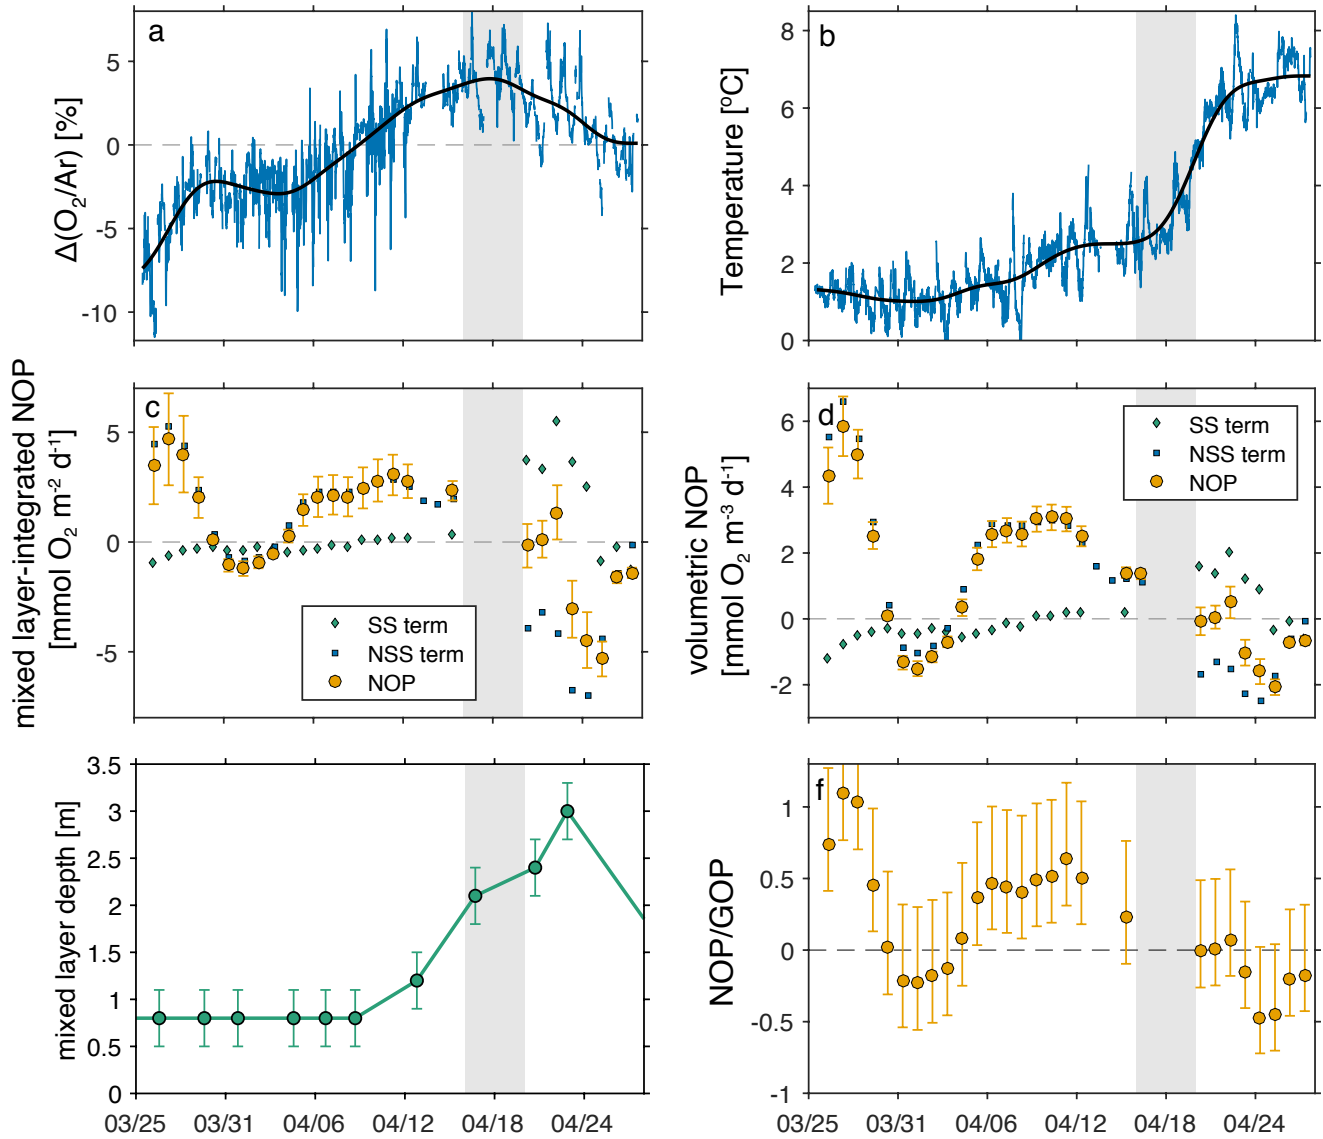 a
5
0
-5
-10
Δ(O2/Ar) [%]
b
8
6
4
2
0
Temperature [ºC]
c
5
0
-5
mixed layer-integrated NOP
[mmol O2 m-2 d-1]
SS term
NSS term
NOP
d
6
4
2
0
-2
volumetric NOP
[mmol O2 m-3 d-1]
SS term
NSS term
NOP
3.5
3
2.5
2
1.5
1
0.5
0
mixed layer depth [m]
03/25
03/31
04/06
04/12
04/18
04/24
f
1
0.5
0
-0.5
-1
NOP/GOP
03/25
03/31
04/06
04/12
04/18
04/24